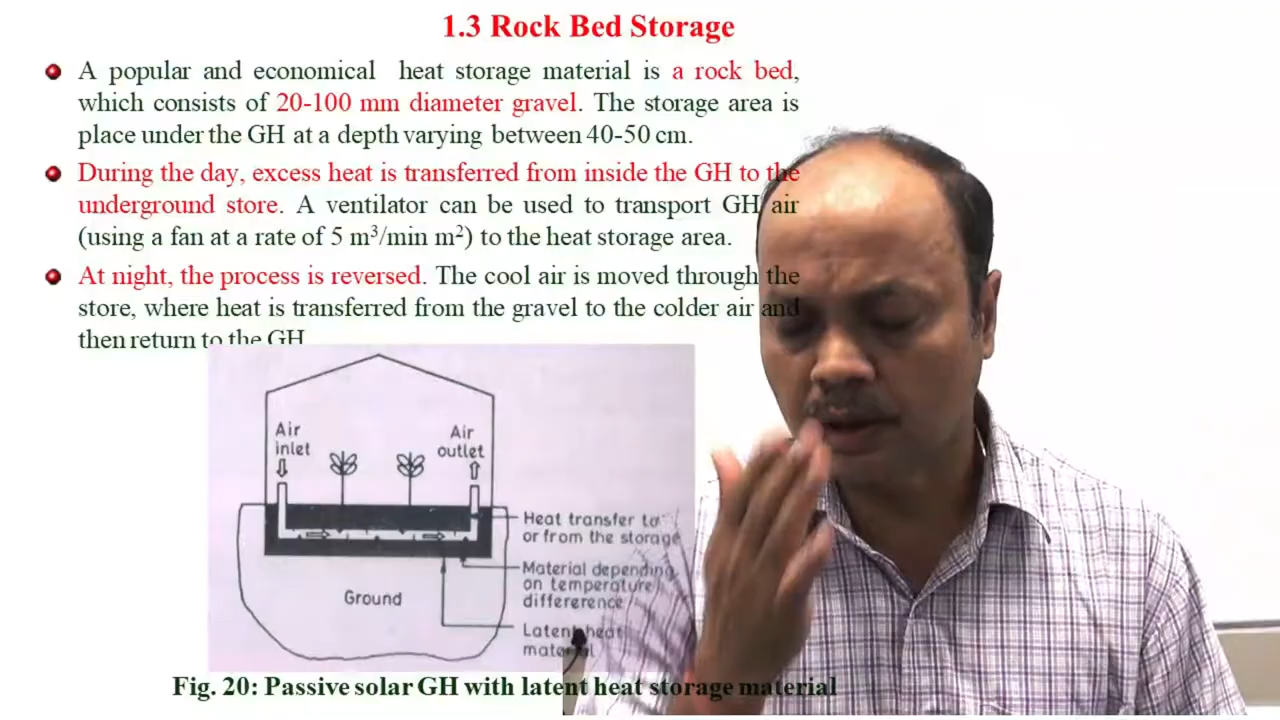 1.3 Rock Bed Storage
A popular and economical heat storage material is a rock bed,
which consists of 20-100 mm diameter gravel. The storage area is
place under the GH at a depth varying between 40-50 cm.
During the day, excess heat is transferred from inside the GH to the
underground store. A ventilator can be used to transport GH air
(using a fan at a rate of 5 m³/min m²) to the heat storage area.
At night, the process is reversed. The cool air is moved through the
store, where heat is transferred from the gravel to the colder air and
then return to the GH
Air
inlet
Air
outlet
Heat transfer to
or from the storage
Material depending
on temperature
differerence
Ground
Latent heat
material
Fig. 20: Passive solar GH with latent heat storage material